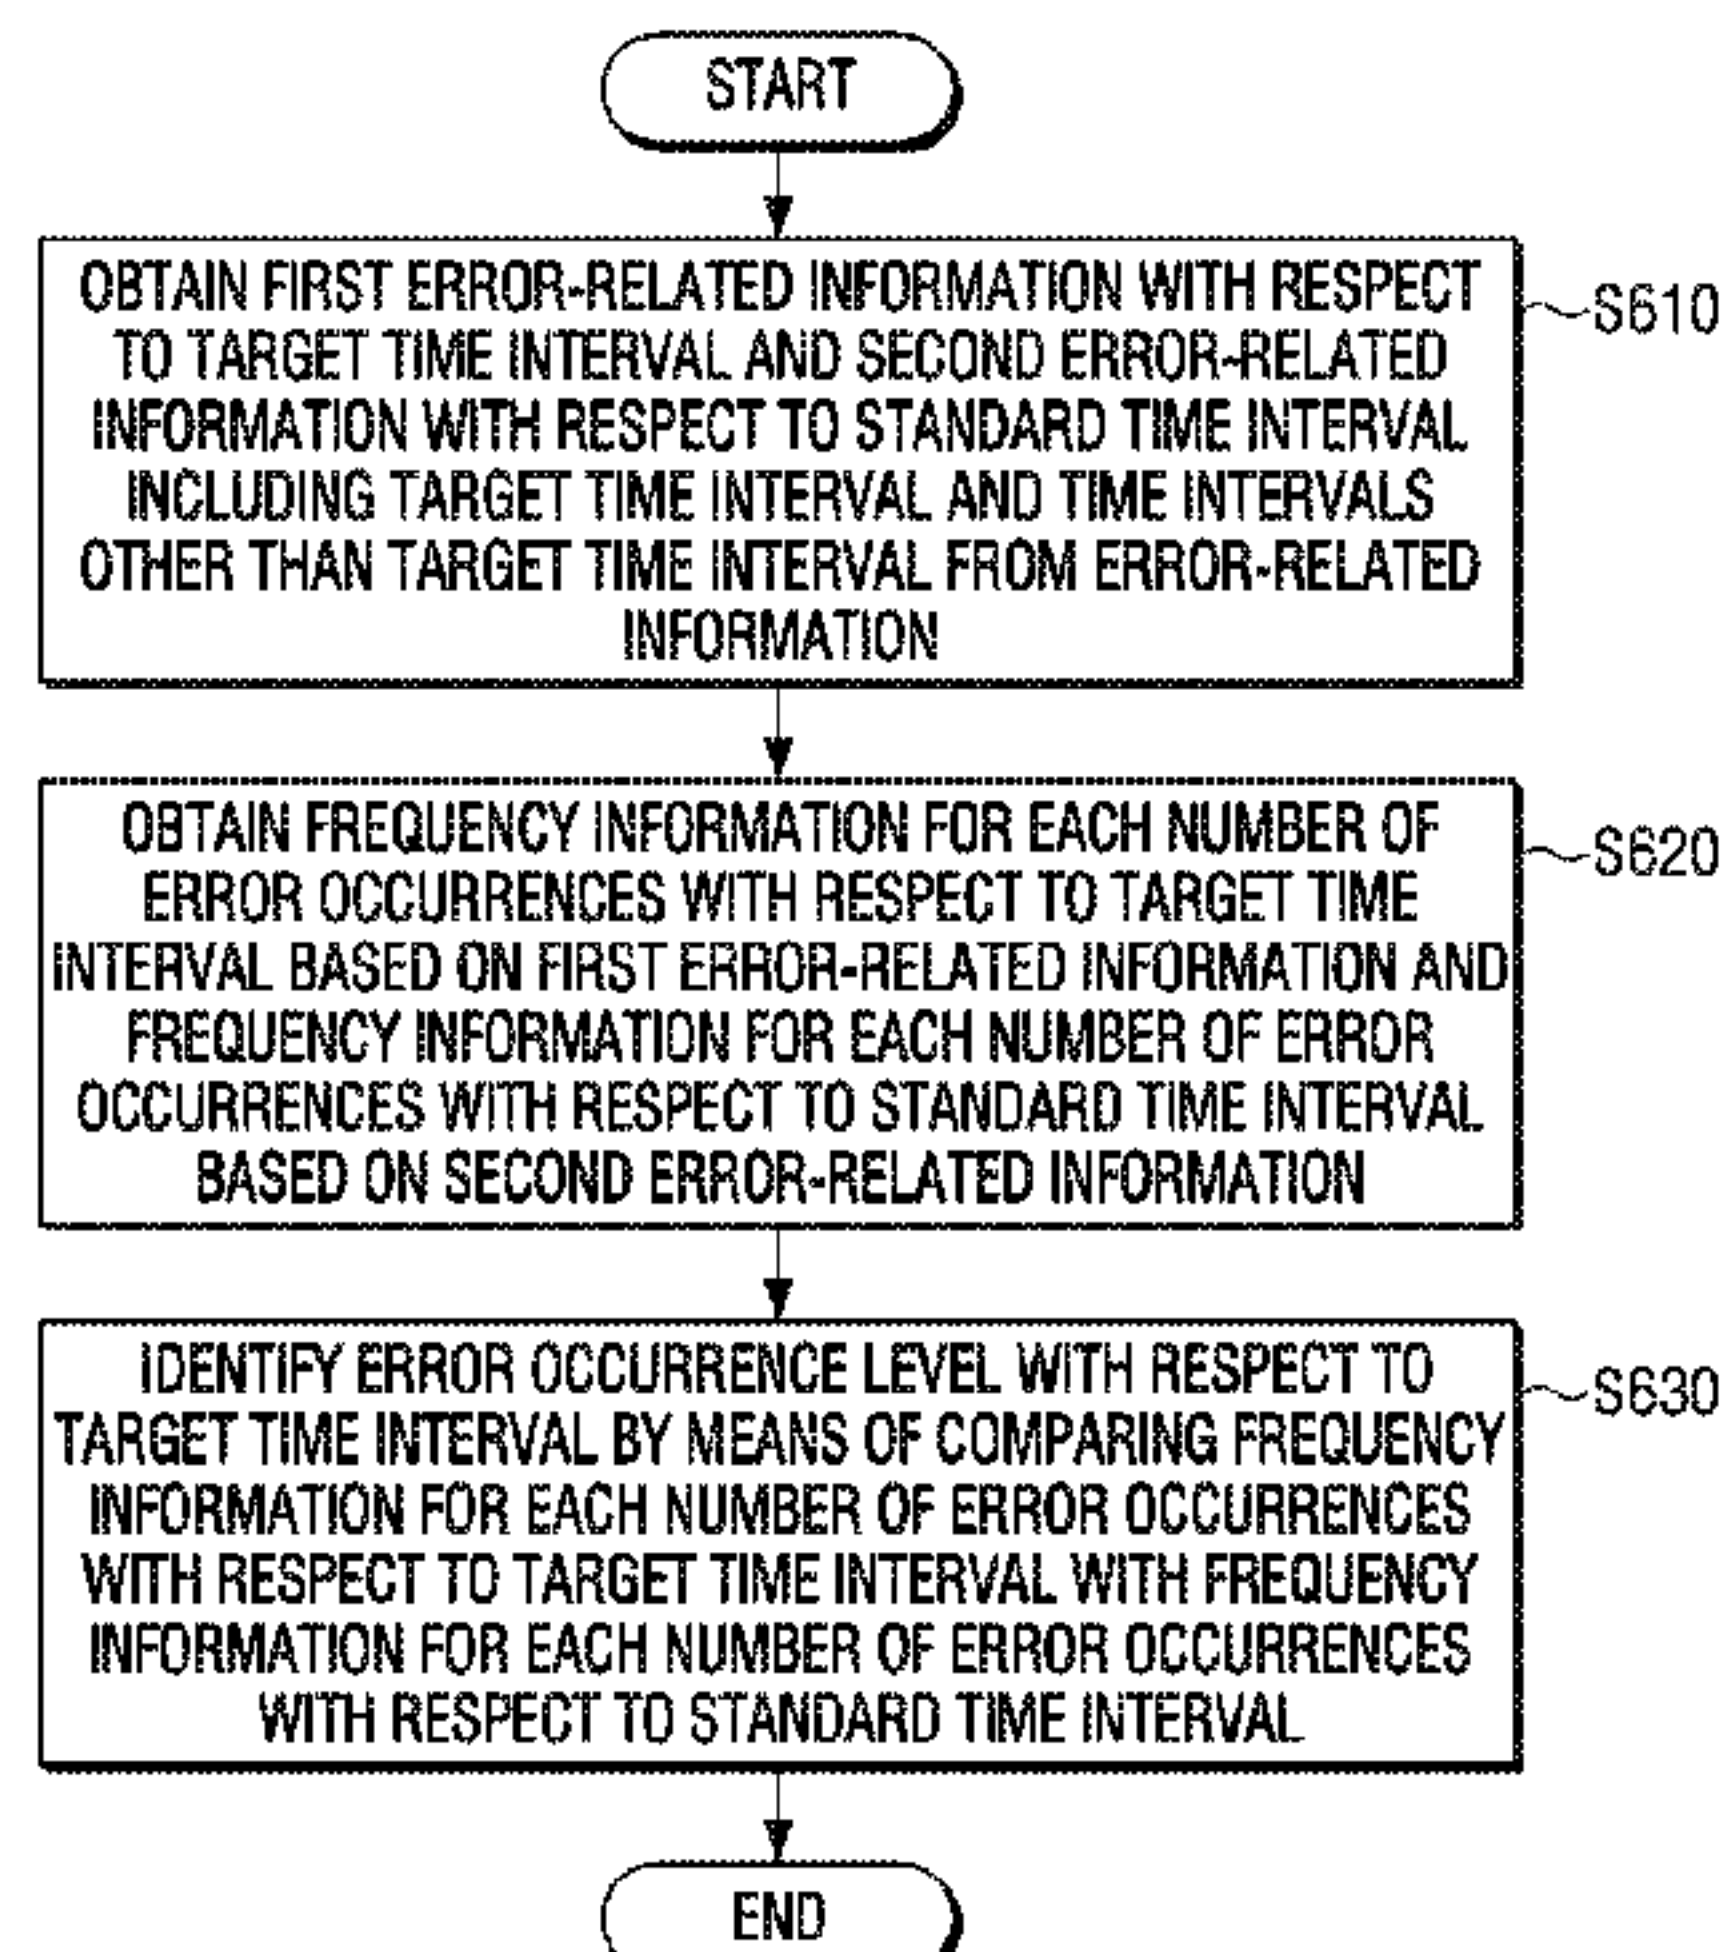 START
OBTAIN FIRST ERROR-RELATED INFORMATION WITH RESPECT
TO TARGET TIME INTERVAL AND SECOND ERROR-RELATED
INFORMATION WITH RESPECT TO STANDARD TIME INTERVAL
INCLUDING TARGET TIME INTERVAL AND TIME INTERVALS
OTHER THAN TARGET TIME INTERVAL FROM ERROR-RELATED
INFORMATION
S610
OBTAIN FREQUENCY INFORMATION FOR EACH NUMBER OF
ERROR OCCURRENCES WITH RESPECT TO TARGET TIME
INTERVAL BASED ON FIRST ERROR-RELATED INFORMATION AND
FREQUENCY INFORMATION FOR EACH NUMBER OF ERROR
OCCURRENCES WITH RESPECT TO STANDARD TIME INTERVAL
BASED ON SECOND ERROR-RELATED INFORMATION
S620
IDENTIFY ERROR OCCURRENCE LEVEL WITH RESPECT TO
TARGET TIME INTERVAL BY MEANS OF COMPARING FREQUENCY
INFORMATION FOR EACH NUMBER OF ERROR OCCURRENCES
WITH RESPECT TO TARGET TIME INTERVAL WITH FREQUENCY
INFORMATION FOR EACH NUMBER OF ERROR OCCURRENCES
WITH RESPECT TO STANDARD TIME INTERVAL
S630
END